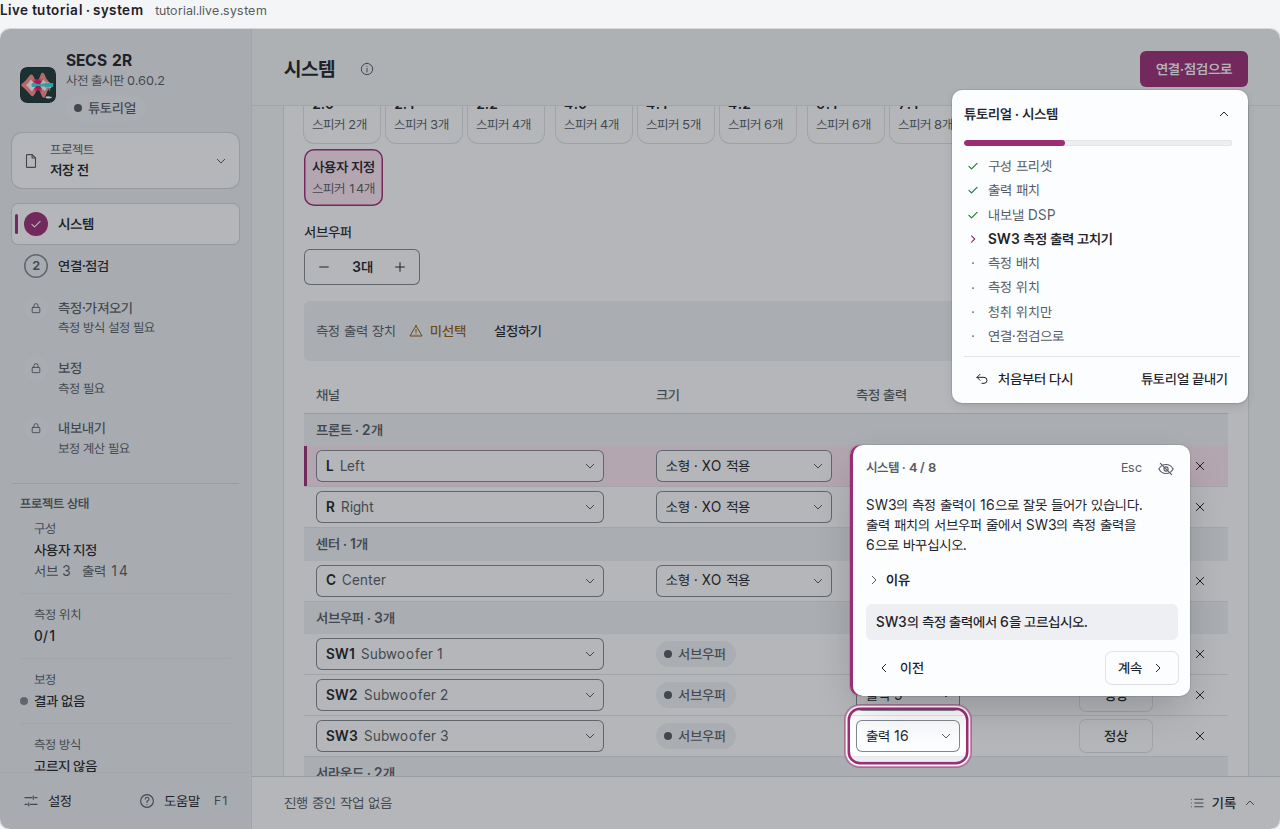 Live tutorial · system tutorial.live.system
SECS 2R
사전 출시판 0.60.2
튜토리얼
프로젝트
저장 전
시스템
2 연결·점검
측정·가져오기
측정 방식 설정 필요
보정
측정 필요
내보내기
보정 계산 필요
프로젝트 상태
구성
사용자 지정
서브 3 출력 14
측정 위치
0/1
보정
결과 없음
측정 방식
고르지 않음
설정
도움말 F1
시스템
연결·점검으로
스피커 2개
스피커 3개
스피커 4개
스피커 4개
스피커 5개
스피커 6개
스피커 6개
스피커 8개
사용자 지정
스피커 14개
서브우퍼
3대
측정 출력 장치 미선택 설정하기
채널 크기 측정 출력
프론트 · 2개
L Left 소형 · XO 적용
R Right 소형 · XO 적용
센터 · 1개
C Center 소형 · XO 적용
서브우퍼 · 3개
SW1 Subwoofer 1 서브우퍼
SW2 Subwoofer 2 서브우퍼
SW3 Subwoofer 3 서브우퍼 출력 16 정상
서라운드 · 2개
튜토리얼 · 시스템
구성 프리셋
출력 패치
내보낼 DSP
SW3 측정 출력 고치기
측정 배치
측정 위치
청취 위치만
연결·점검으로
처음부터 다시 튜토리얼 끝내기
시스템 · 4 / 8 Esc
SW3의 측정 출력이 16으로 잘못 들어가 있습니다.
출력 패치의 서브우퍼 줄에서 SW3의 측정 출력을
6으로 바꾸십시오.
이유
SW3의 측정 출력에서 6을 고르십시오.
이전 계속
진행 중인 작업 없음
기록